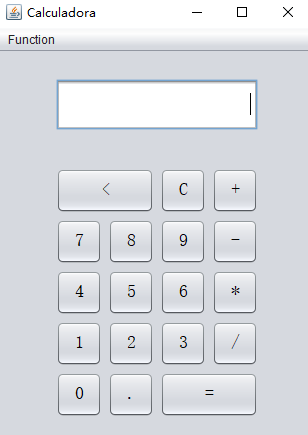 Calculadora
Function
< C +
7 8 9 -
4 5 6 *
1 2 3 /
0 . =